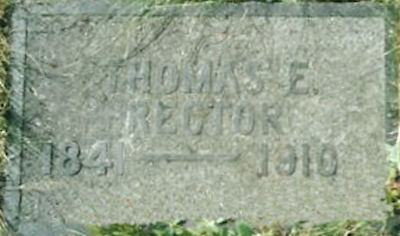 THOMAS E.
RECTOR
1841 — 1910